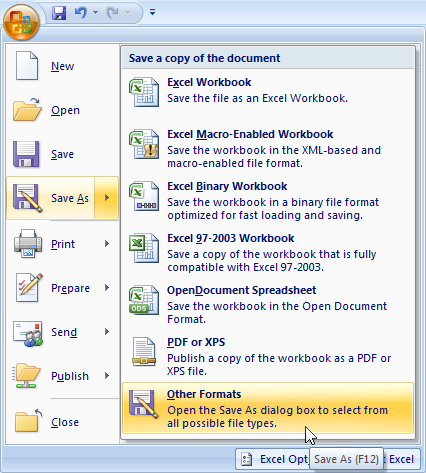 Save a copy of the document
New
Open
Save
Save As
Print
Prepare
Send
Publish
Close
Excel Workbook
Save the file as an Excel Workbook.
Excel Macro-Enabled Workbook
Save the workbook in the XML-based and
macro-enabled file format.
Excel Binary Workbook
Save the workbook in a binary file format
optimized for fast loading and saving.
Excel 97-2003 Workbook
Save a copy of the workbook that is fully
compatible with Excel 97-2003.
OpenDocument Spreadsheet
Save the workbook in the Open Document
Format.
PDF or XPS
Publish a copy of the workbook as a PDF or
XPS file.
Other Formats
Open the Save As dialog box to select from
all possible file types.
Excel Opt
Save As (F12)
t Excel
ODS